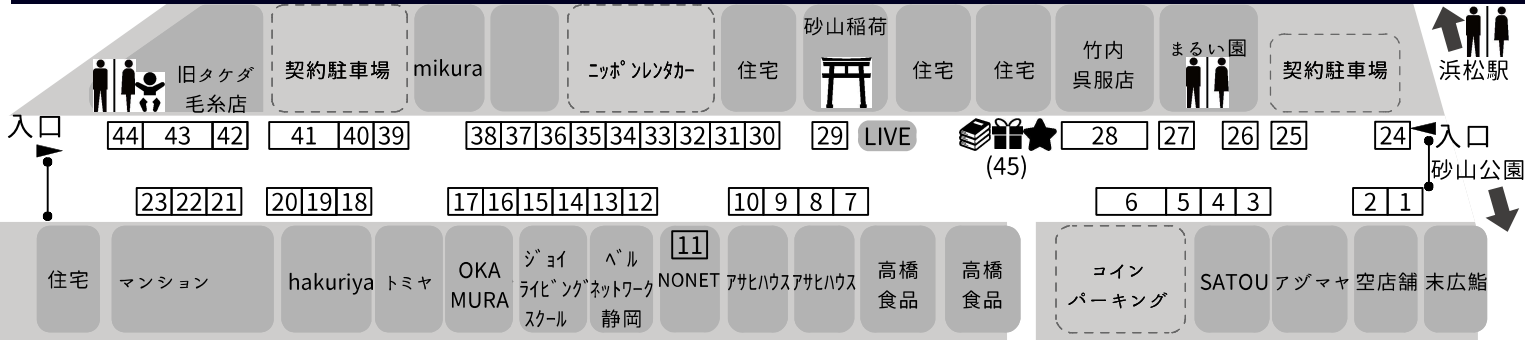 砂山稲荷
旧タケダ
毛糸店
契約駐車場
mikura
ニッポンレンタカー
住宅
住宅
住宅
竹内
呉服店
まるい園
契約駐車場
浜松駅
入口
44 43 42
41 40 39
38 37 36 35 34 33 32 31 30
29
LIVE
(45)
28
27
26
25
24
入口
砂山公園
23 22 21
20 19 18
17 16 15 14 13 12
10 9 8 7
6 5 4 3
2 1
住宅
マンション
hakuriya
トミヤ
OKA
MURA
ジョイ
ライビング
スクール
ベル
ネットワーク
静岡
11
NONET
アサヒハウス
アサヒハウス
高橋
食品
高橋
食品
コイン
パーキング
SATOU
アヅマヤ
空店舗
末広鮨